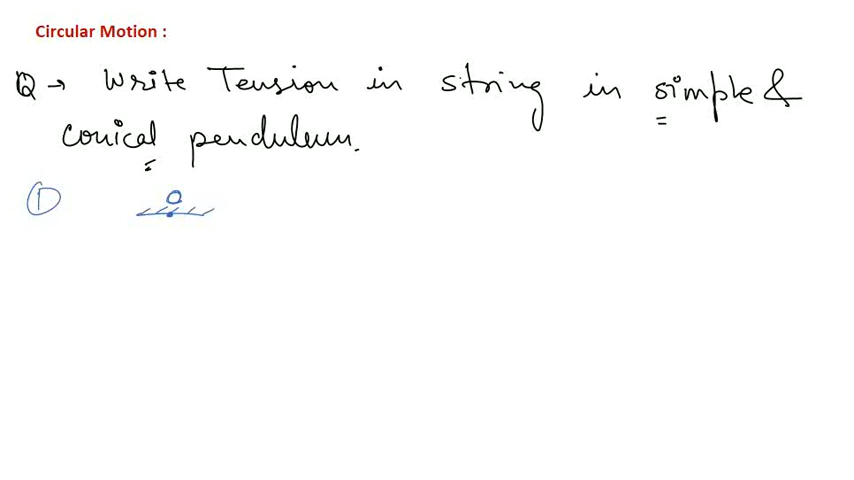 Circular Motion :
Q → Write Tension in string in simple &
conical pendulum.
① O